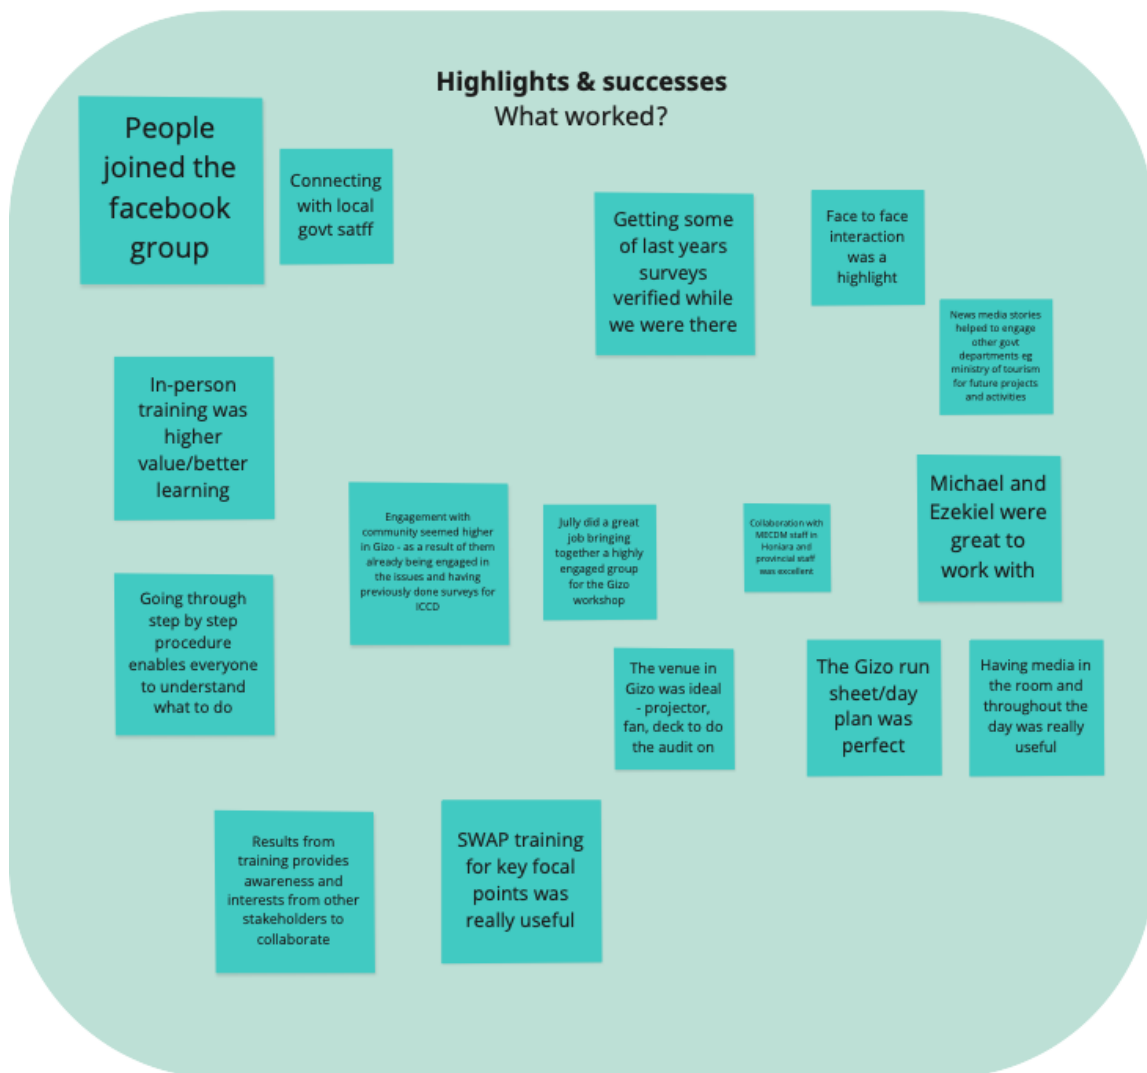 Highlights & successes
What worked?
People
joined the
facebook
group
Connecting
with local
govt satff
Getting some
of last years
surveys
verified while
we were there
Face to face
interaction
was a
highlight
News media stories
helped to engage
other govt
departments eg
ministry of tourism
for future projects
and activities
In-person
training was
higher
value/better
learning
Engagement with
community seemed higher
in Gizo - as a result of them
already being engaged in
the issues and having
previously done surveys for
ICCD
Jully did a great
job bringing
together a highly
engaged group
for the Gizo
workshop
Collaboration with
MECDM staff in
Honiara and
provincial staff
was excellent
Michael and
Ezekiel were
great to
work with
Going through
step by step
procedure
enables everyone
to understand
what to do
The venue in
Gizo was ideal
- projector,
fan, deck to do
the audit on
The Gizo run
sheet/day
plan was
perfect
Having media in
the room and
throughout the
day was really
useful
Results from
training provides
awareness and
interests from other
stakeholders to
collaborate
SWAP training
for key focal
points was
really useful